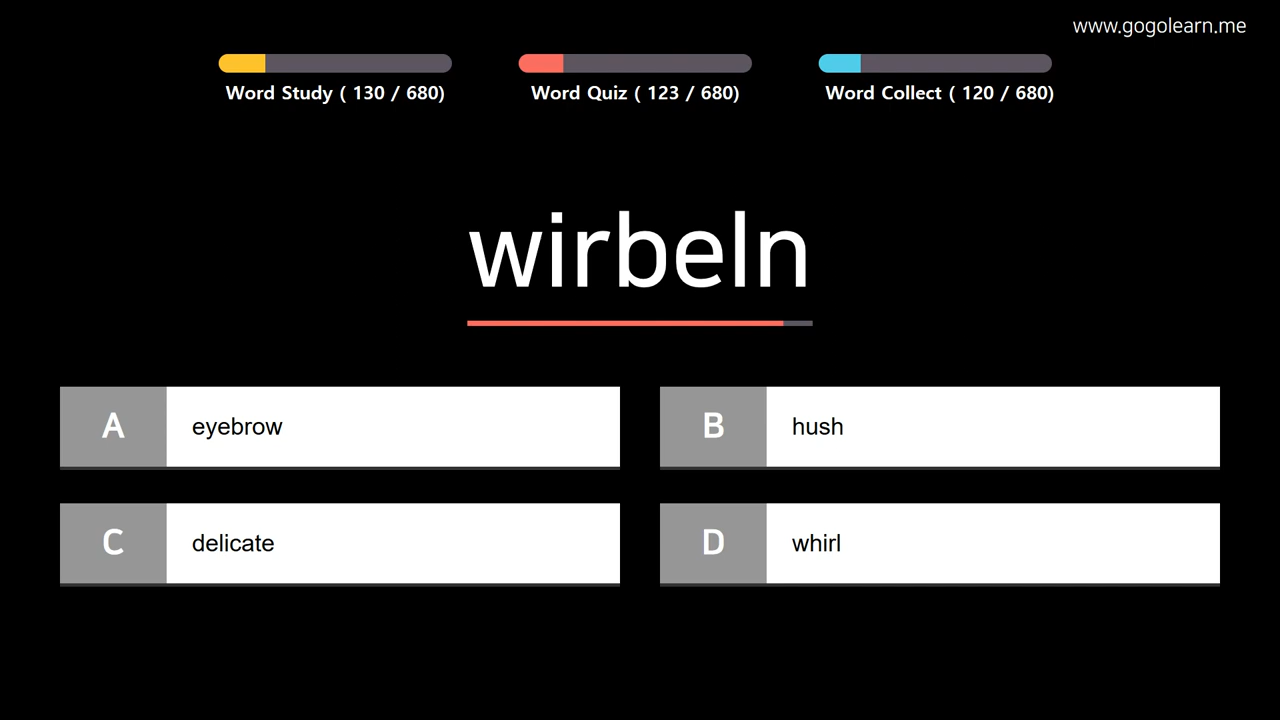 www.gogolearn.me
Word Study ( 130 / 680)
Word Quiz ( 123 / 680)
Word Collect ( 120 / 680)
wirbeln
A eyebrow
B hush
C delicate
D whirl